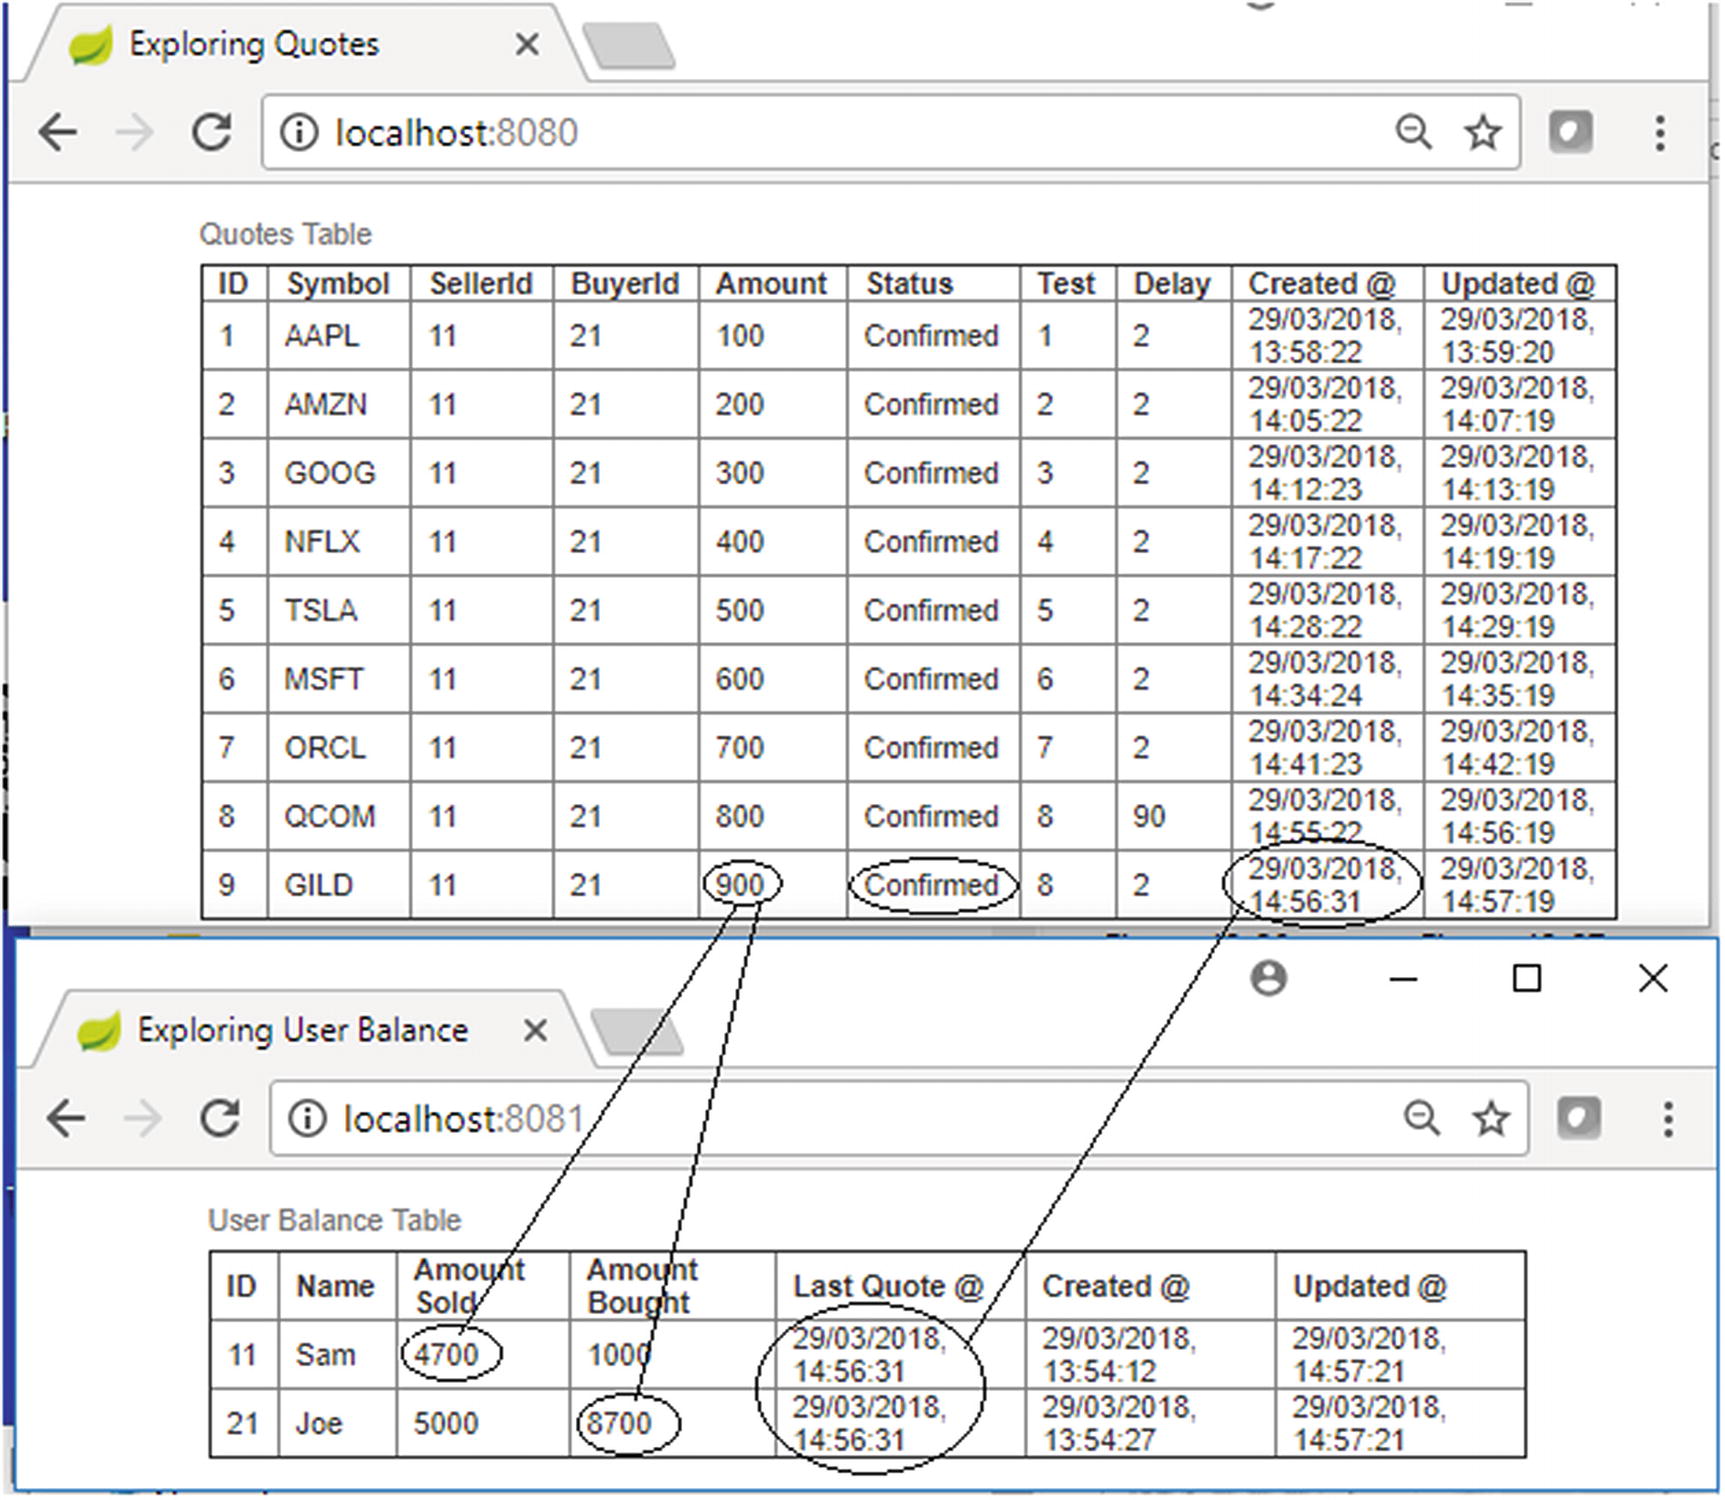 Exploring Quotes
localhost:8080
Quotes Table
ID Symbol SellerId BuyerId Amount Status Test Delay Created @ Updated @
1 AAPL 11 21 100 Confirmed 1 2 29/03/2018, 13:58:22 29/03/2018, 13:59:20
2 AMZN 11 21 200 Confirmed 2 2 29/03/2018, 14:05:22 29/03/2018, 14:07:19
3 GOOG 11 21 300 Confirmed 3 2 29/03/2018, 14:12:23 29/03/2018, 14:13:19
4 NFLX 11 21 400 Confirmed 4 2 29/03/2018, 14:17:22 29/03/2018, 14:19:19
5 TSLA 11 21 500 Confirmed 5 2 29/03/2018, 14:28:22 29/03/2018, 14:29:19
6 MSFT 11 21 600 Confirmed 6 2 29/03/2018, 14:34:24 29/03/2018, 14:35:19
7 ORCL 11 21 700 Confirmed 7 2 29/03/2018, 14:41:23 29/03/2018, 14:42:19
8 QCOM 11 21 800 Confirmed 8 90 29/03/2018, 14:55:22 29/03/2018, 14:56:19
9 GILD 11 21 900 Confirmed 8 2 29/03/2018, 14:56:31 29/03/2018, 14:57:19
Exploring User Balance
localhost:8081
User Balance Table
ID Name Amount Sold Amount Bought Last Quote @ Created @ Updated @
11 Sam 4700 1000 29/03/2018, 14:56:31 29/03/2018, 13:54:12 29/03/2018, 14:57:21
21 Joe 5000 8700 29/03/2018, 14:56:31 29/03/2018, 13:54:27 29/03/2018, 14:57:21